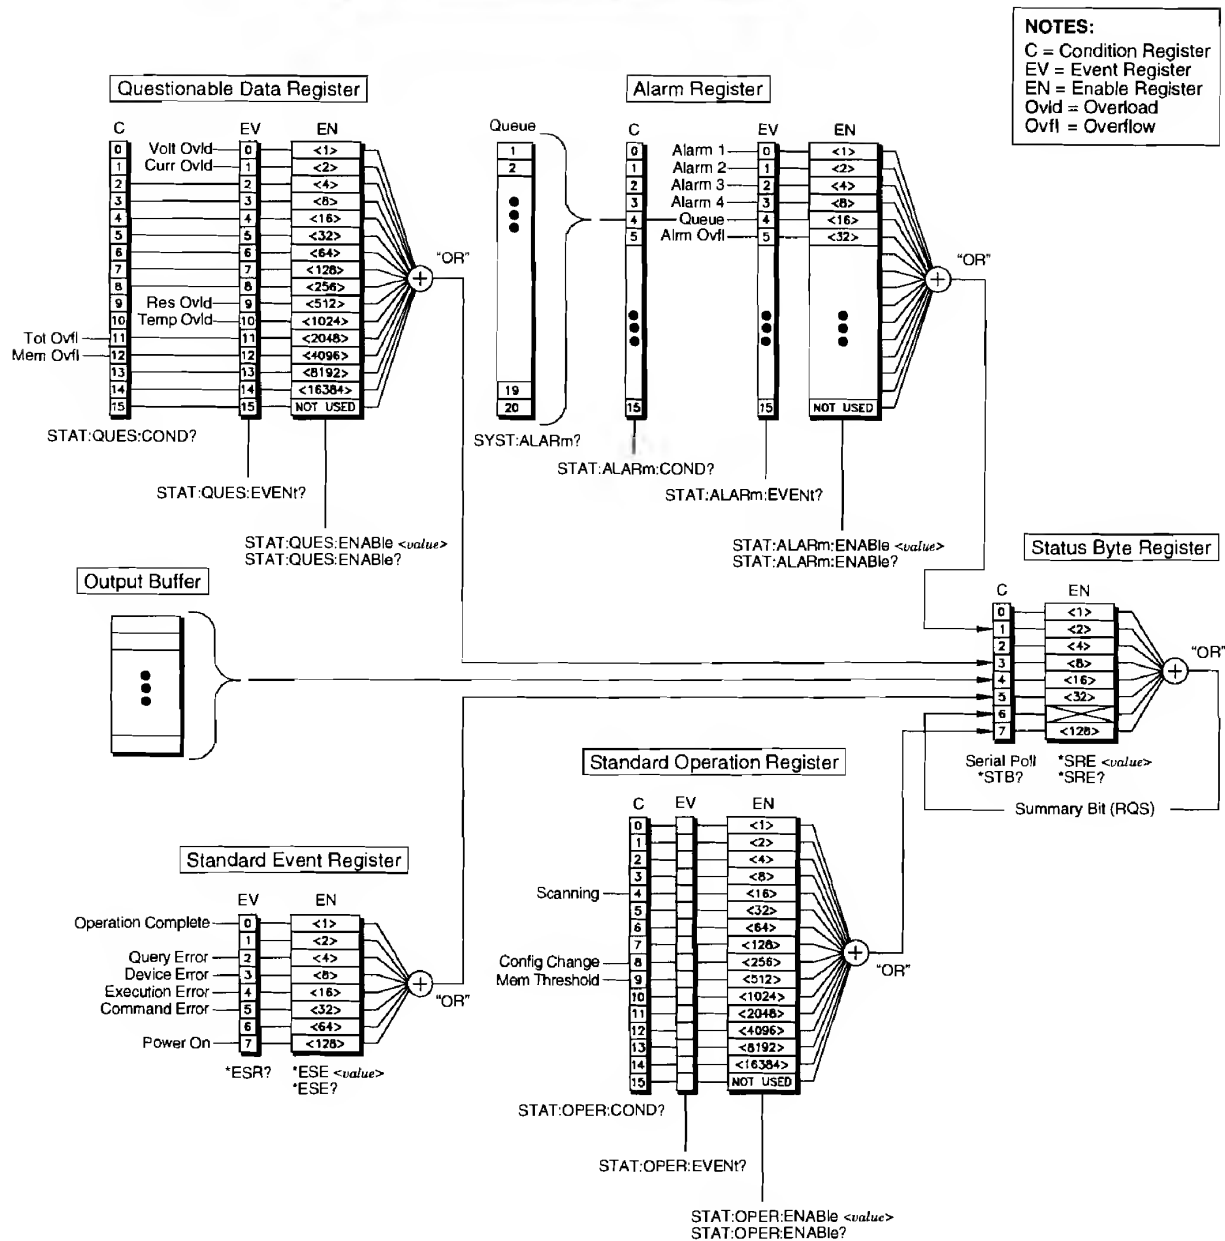 NOTES:
C = Condition Register
EV = Event Register
EN = Enable Register
Ovld = Overload
Ovfl = Overflow
Questionable Data Register
C EV EN
0 Volt Ovld 0 <1>
1 Curr Ovld 1 <2>
2 2 <4>
3 3 <8>
4 4 <16>
5 5 <32>
6 6 <64>
7 7 <128>
8 8 <256>
9 Res Ovld 9 <512>
10 Temp Ovld 10 <1024>
Tot Ovfl 11 11 <2048>
Mem Ovfl 12 12 <4096>
13 13 <8192>
14 14 <16384>
15 15 NOT USED
"OR"
STAT:QUES:COND?
STAT:QUES:EVENt?
STAT:QUES:ENABle <value>
STAT:QUES:ENABle?
Queue
1
2
19
20
SYST:ALARm?
Alarm Register
C EV EN
0 Alarm 1 0 <1>
1 Alarm 2 1 <2>
2 Alarm 3 2 <4>
3 Alarm 4 3 <8>
4 Queue 4 <16>
5 Alrm Ovfl 5 <32>
15 15 NOT USED
"OR"
STAT:ALARm:COND?
STAT:ALARm:EVENt?
STAT:ALARm:ENABle <value>
STAT:ALARm:ENABle?
Output Buffer
Status Byte Register
C EN
0 <1>
1 <2>
2 <4>
3 <8>
4 <16>
5 <32>
6
7 <128>
"OR"
Serial Poll
*STB?
*SRE <value>
*SRE?
Summary Bit (RQS)
Standard Event Register
EV EN
Operation Complete 0 <1>
1 <2>
Query Error 2 <4>
Device Error 3 <8>
Execution Error 4 <16>
Command Error 5 <32>
6 <64>
Power On 7 <128>
"OR"
*ESR?
*ESE <value>
*ESE?
Standard Operation Register
C EV EN
0 <1>
1 <2>
2 <4>
3 <8>
Scanning 4 <16>
5 <32>
6 <64>
7 <128>
Config Change 8 <256>
Mem Threshold 9 <512>
10 <1024>
11 <2048>
12 <4096>
13 <8192>
14 <16384>
15 NOT USED
"OR"
STAT:OPER:COND?
STAT:OPER:EVENt?
STAT:OPER:ENABle <value>
STAT:OPER:ENABle?